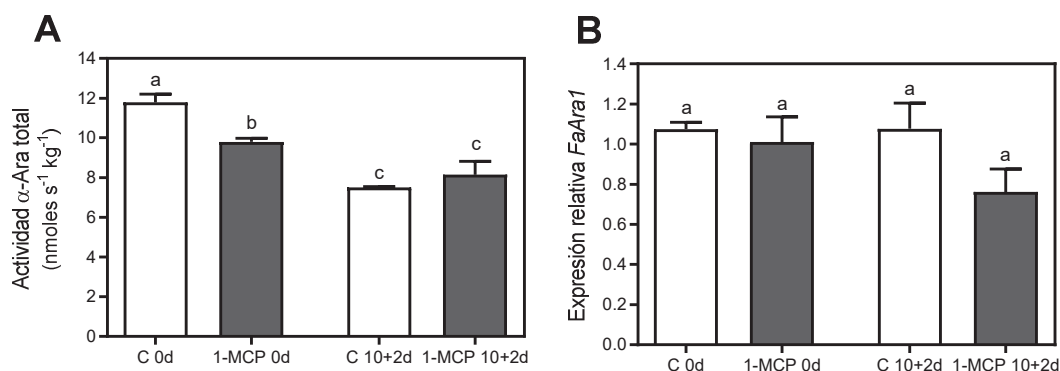 A
Actividad α-Ara total
(nmoles s⁻¹ kg⁻¹)
14
12
10
8
6
4
2
0
a
b
c
c
C 0d
1-MCP 0d
C 10+2d
1-MCP 10+2d
B
Expresión relativa FaAra1
1.4
1.2
1.0
0.8
0.6
0.4
0.2
0.0
a
a
a
a
C 0d
1-MCP 0d
C 10+2d
1-MCP 10+2d